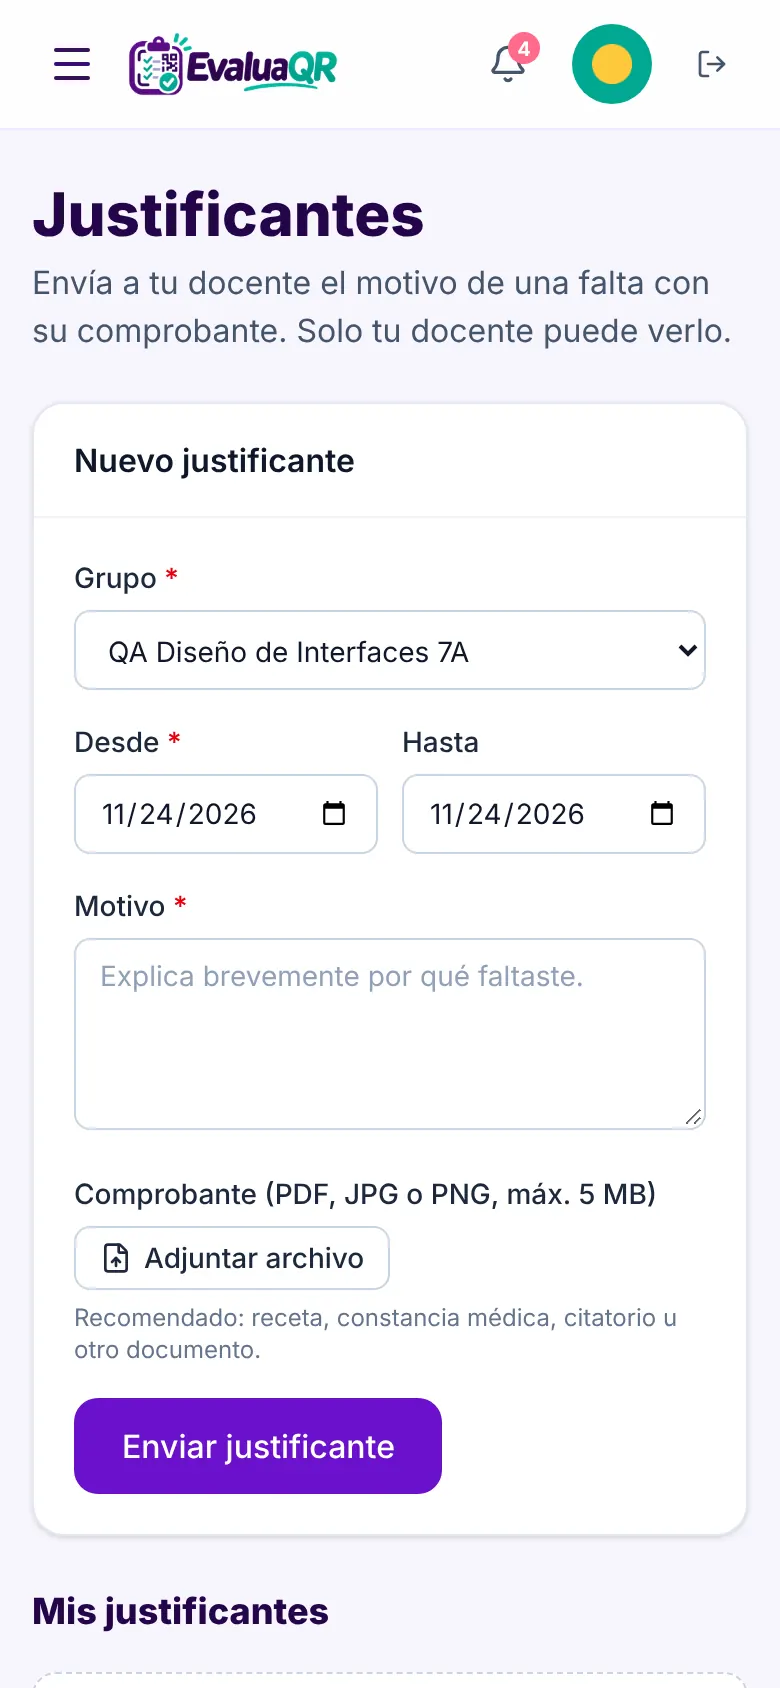 EvaluaQR
4
Justificantes
Envía a tu docente el motivo de una falta con
su comprobante. Solo tu docente puede verlo.
Nuevo justificante
Grupo *
QA Diseño de Interfaces 7A
Desde *
Hasta
11/24/2026
11/24/2026
Motivo *
Explica brevemente por qué faltaste.
Comprobante (PDF, JPG o PNG, máx. 5 MB)
Adjuntar archivo
Recomendado: receta, constancia médica, citatorio u
otro documento.
Enviar justificante
Mis justificantes